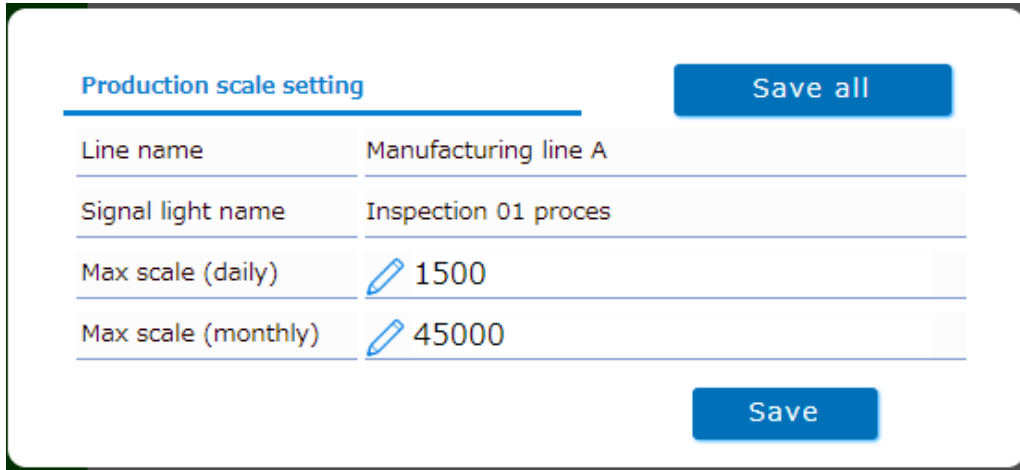 Production scale setting
Save all
Line name Manufacturing line A
Signal light name Inspection 01 proces
Max scale (daily) 1500
Max scale (monthly) 45000
Save